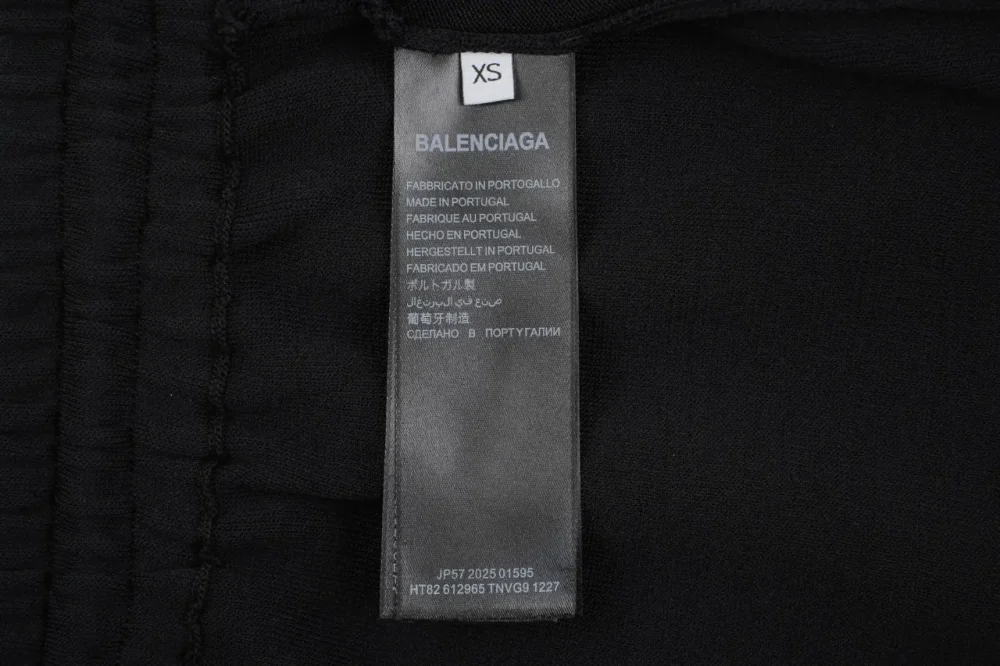 XS
BALENCIAGA
FABBRICATO IN PORTOGALLO
MADE IN PORTUGAL
FABRIQUE AU PORTUGAL
HECHO EN PORTUGAL
HERGESTELLT IN PORTUGAL
FABRICADO EM PORTUGAL
ポルトガル製
صنع في البرتغال
葡萄牙制造
СДЕЛАНО В ПОРТУГАЛИИ
JP57 2025 01595
HT82 612965 TNVG9 1227